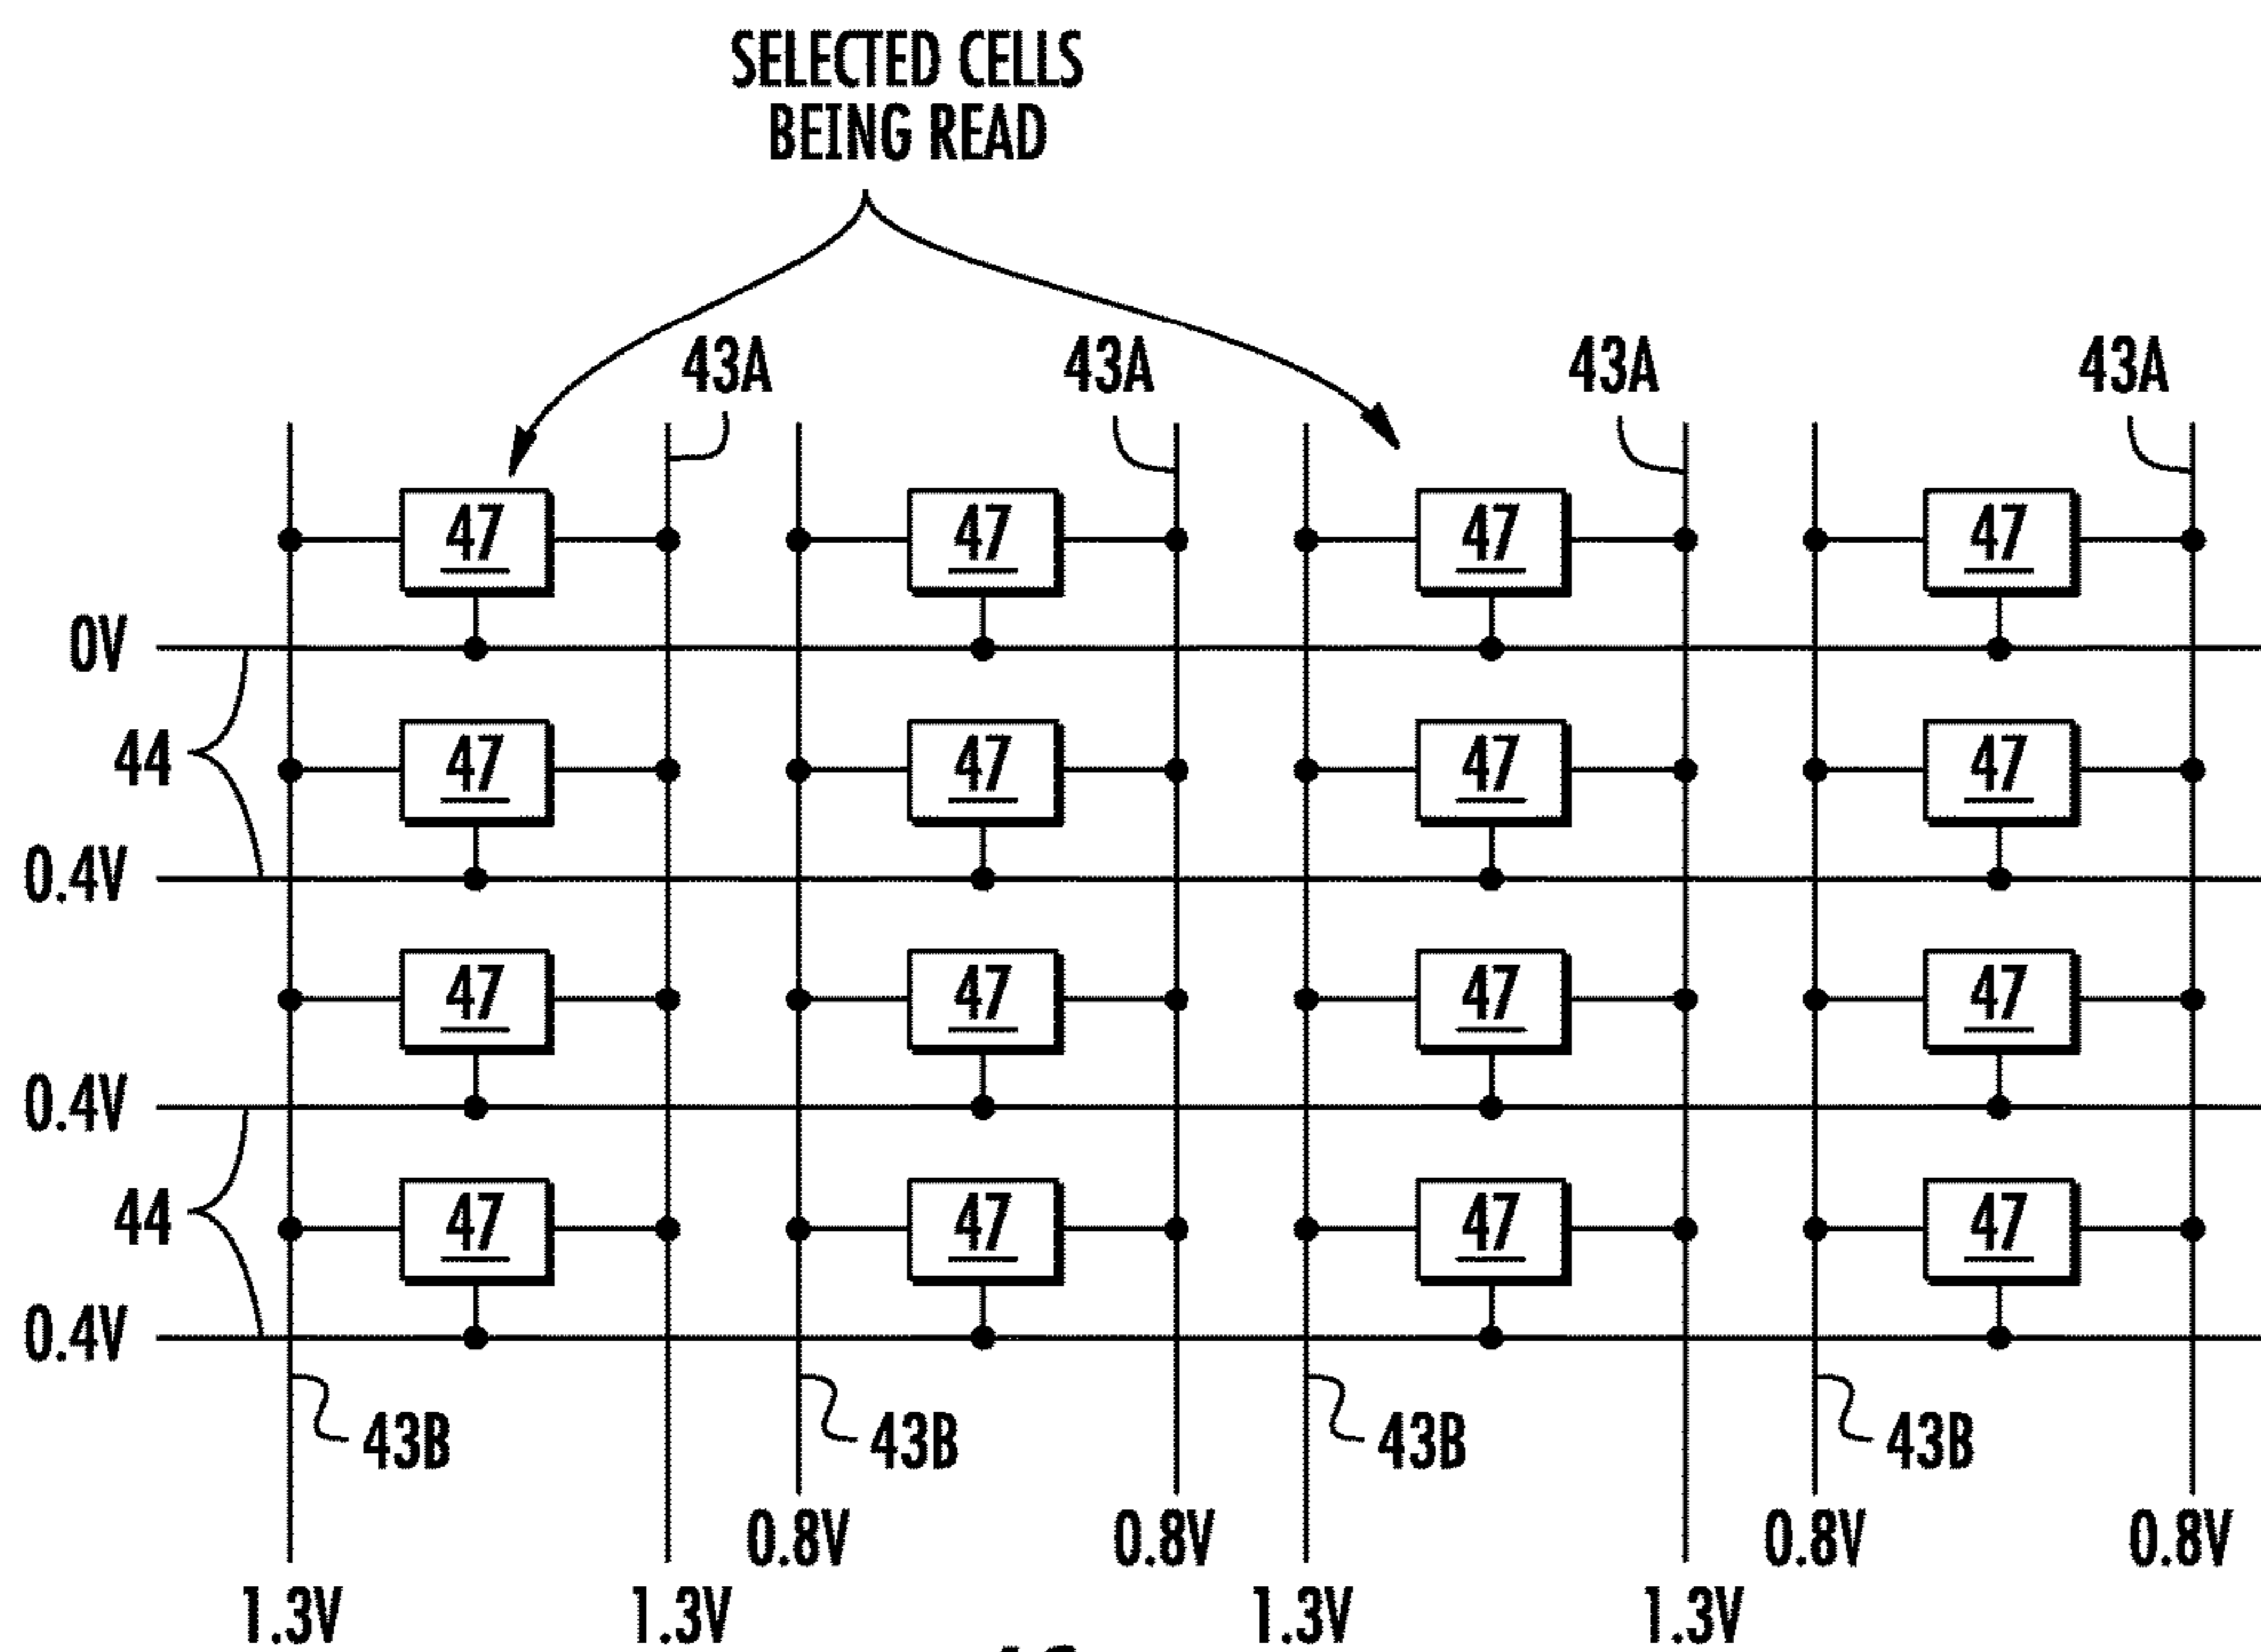 SELECTED CELLS
BEING READ
43A 43A 43A 43A
47 47 47 47
0V
44
47 47 47 47
0.4V
47 47 47 47
0.4V
44
47 47 47 47
0.4V
43B 43B 43B 43B
0.8V 0.8V 0.8V 0.8V
1.3V 1.3V 1.3V 1.3V